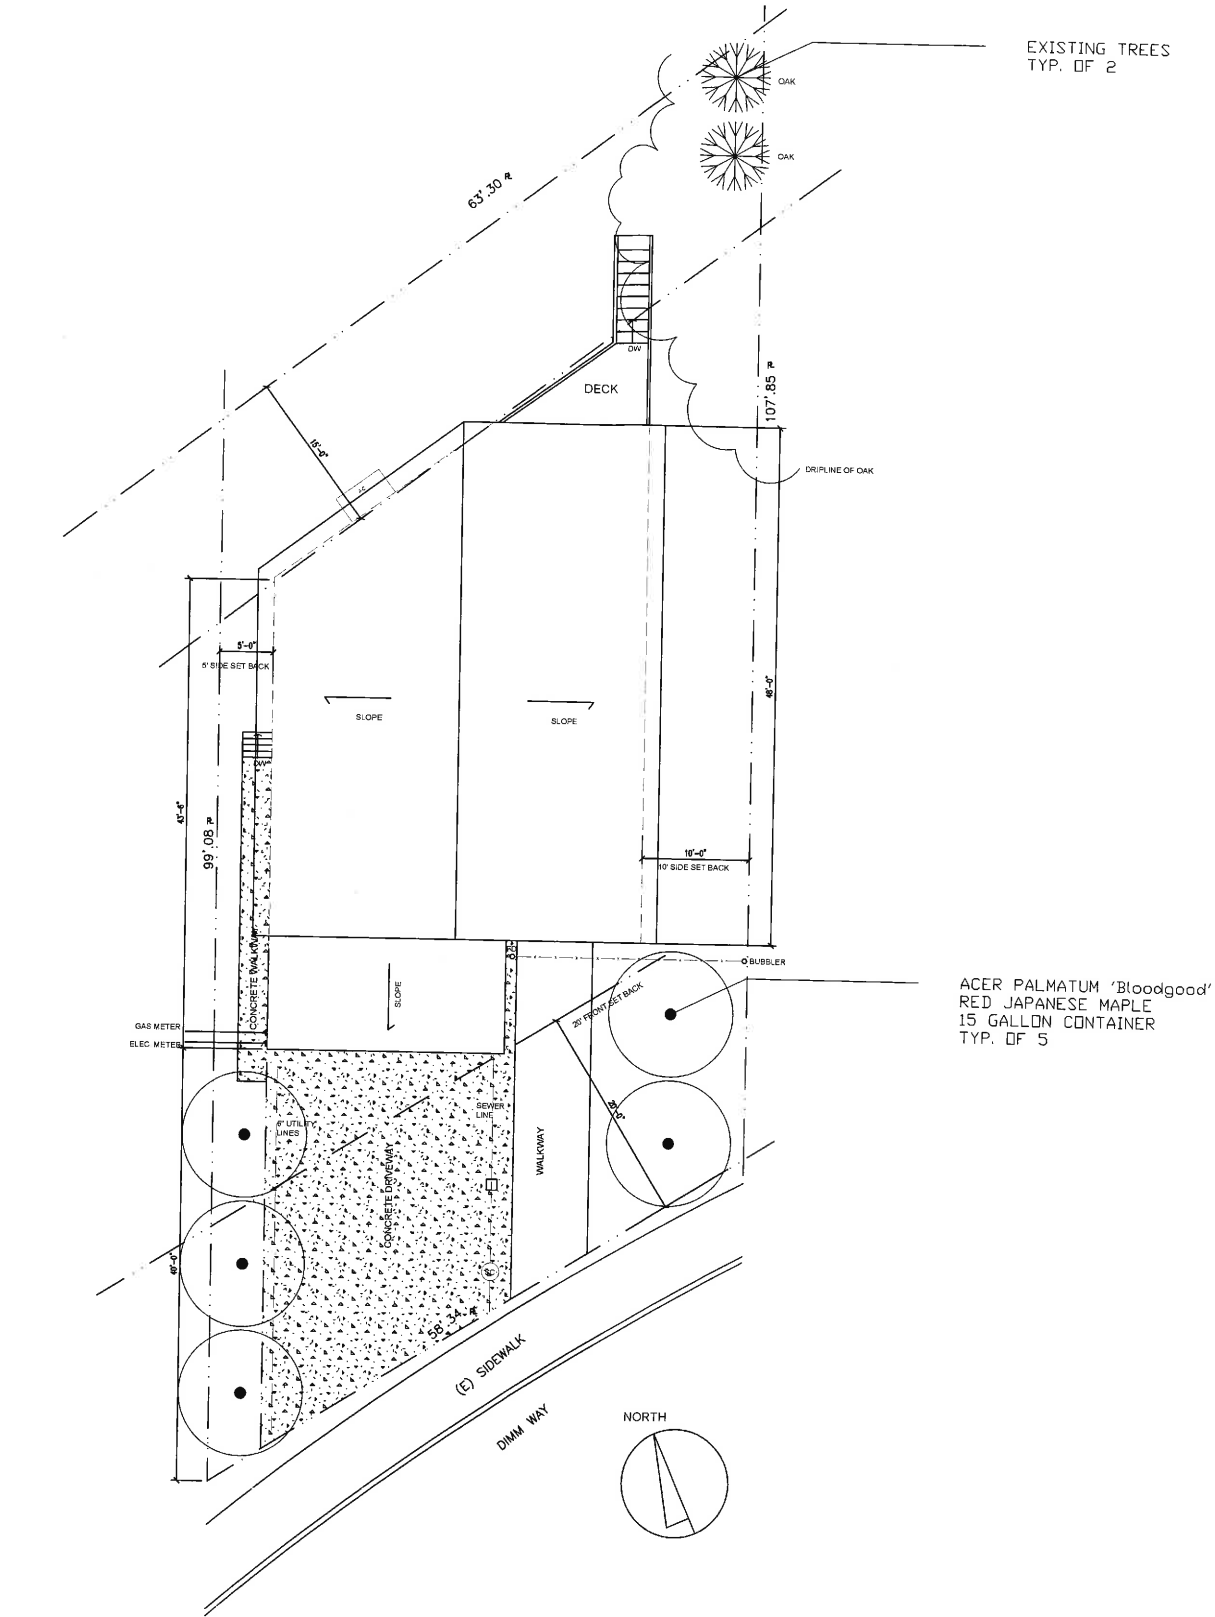 EXISTING TREES
TYP. OF 2
OAK
OAK
63'.30 PL
DW
DECK
107'.85 PL
15'-0"
DRIPLINE OF OAK
5'-0"
5' SIDE SET BACK
48'-0"
SLOPE
SLOPE
DW
43'-6"
99'.08 PL
10'-0"
10' SIDE SET BACK
CONCRETE WALKWAY
BUBBLER
ACER PALMATUM 'Bloodgood'
RED JAPANESE MAPLE
15 GALLON CONTAINER
TYP. OF 5
SLOPE
20' FRONT SET BACK
GAS METER
ELEC METER
SEWER
LINE
20'-0"
6" UTILITY
LINES
WALKWAY
CONCRETE DRIVEWAY
40'-0"
58'.34 PL
(E) SIDEWALK
DIMM WAY
NORTH